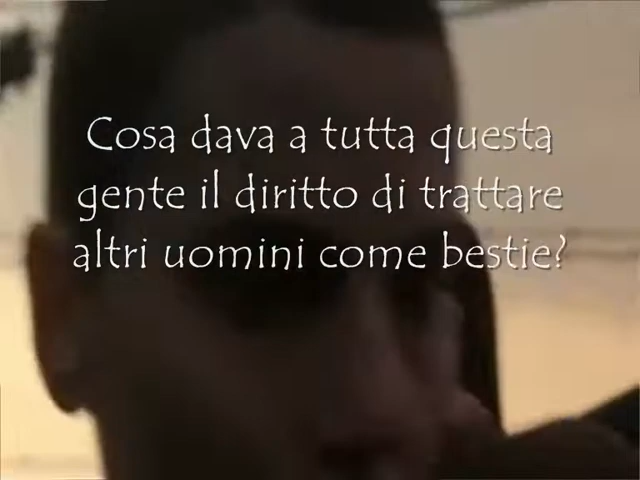 Cosa dava a tutta questa
gente il diritto di trattare
altri uomini come bestie?